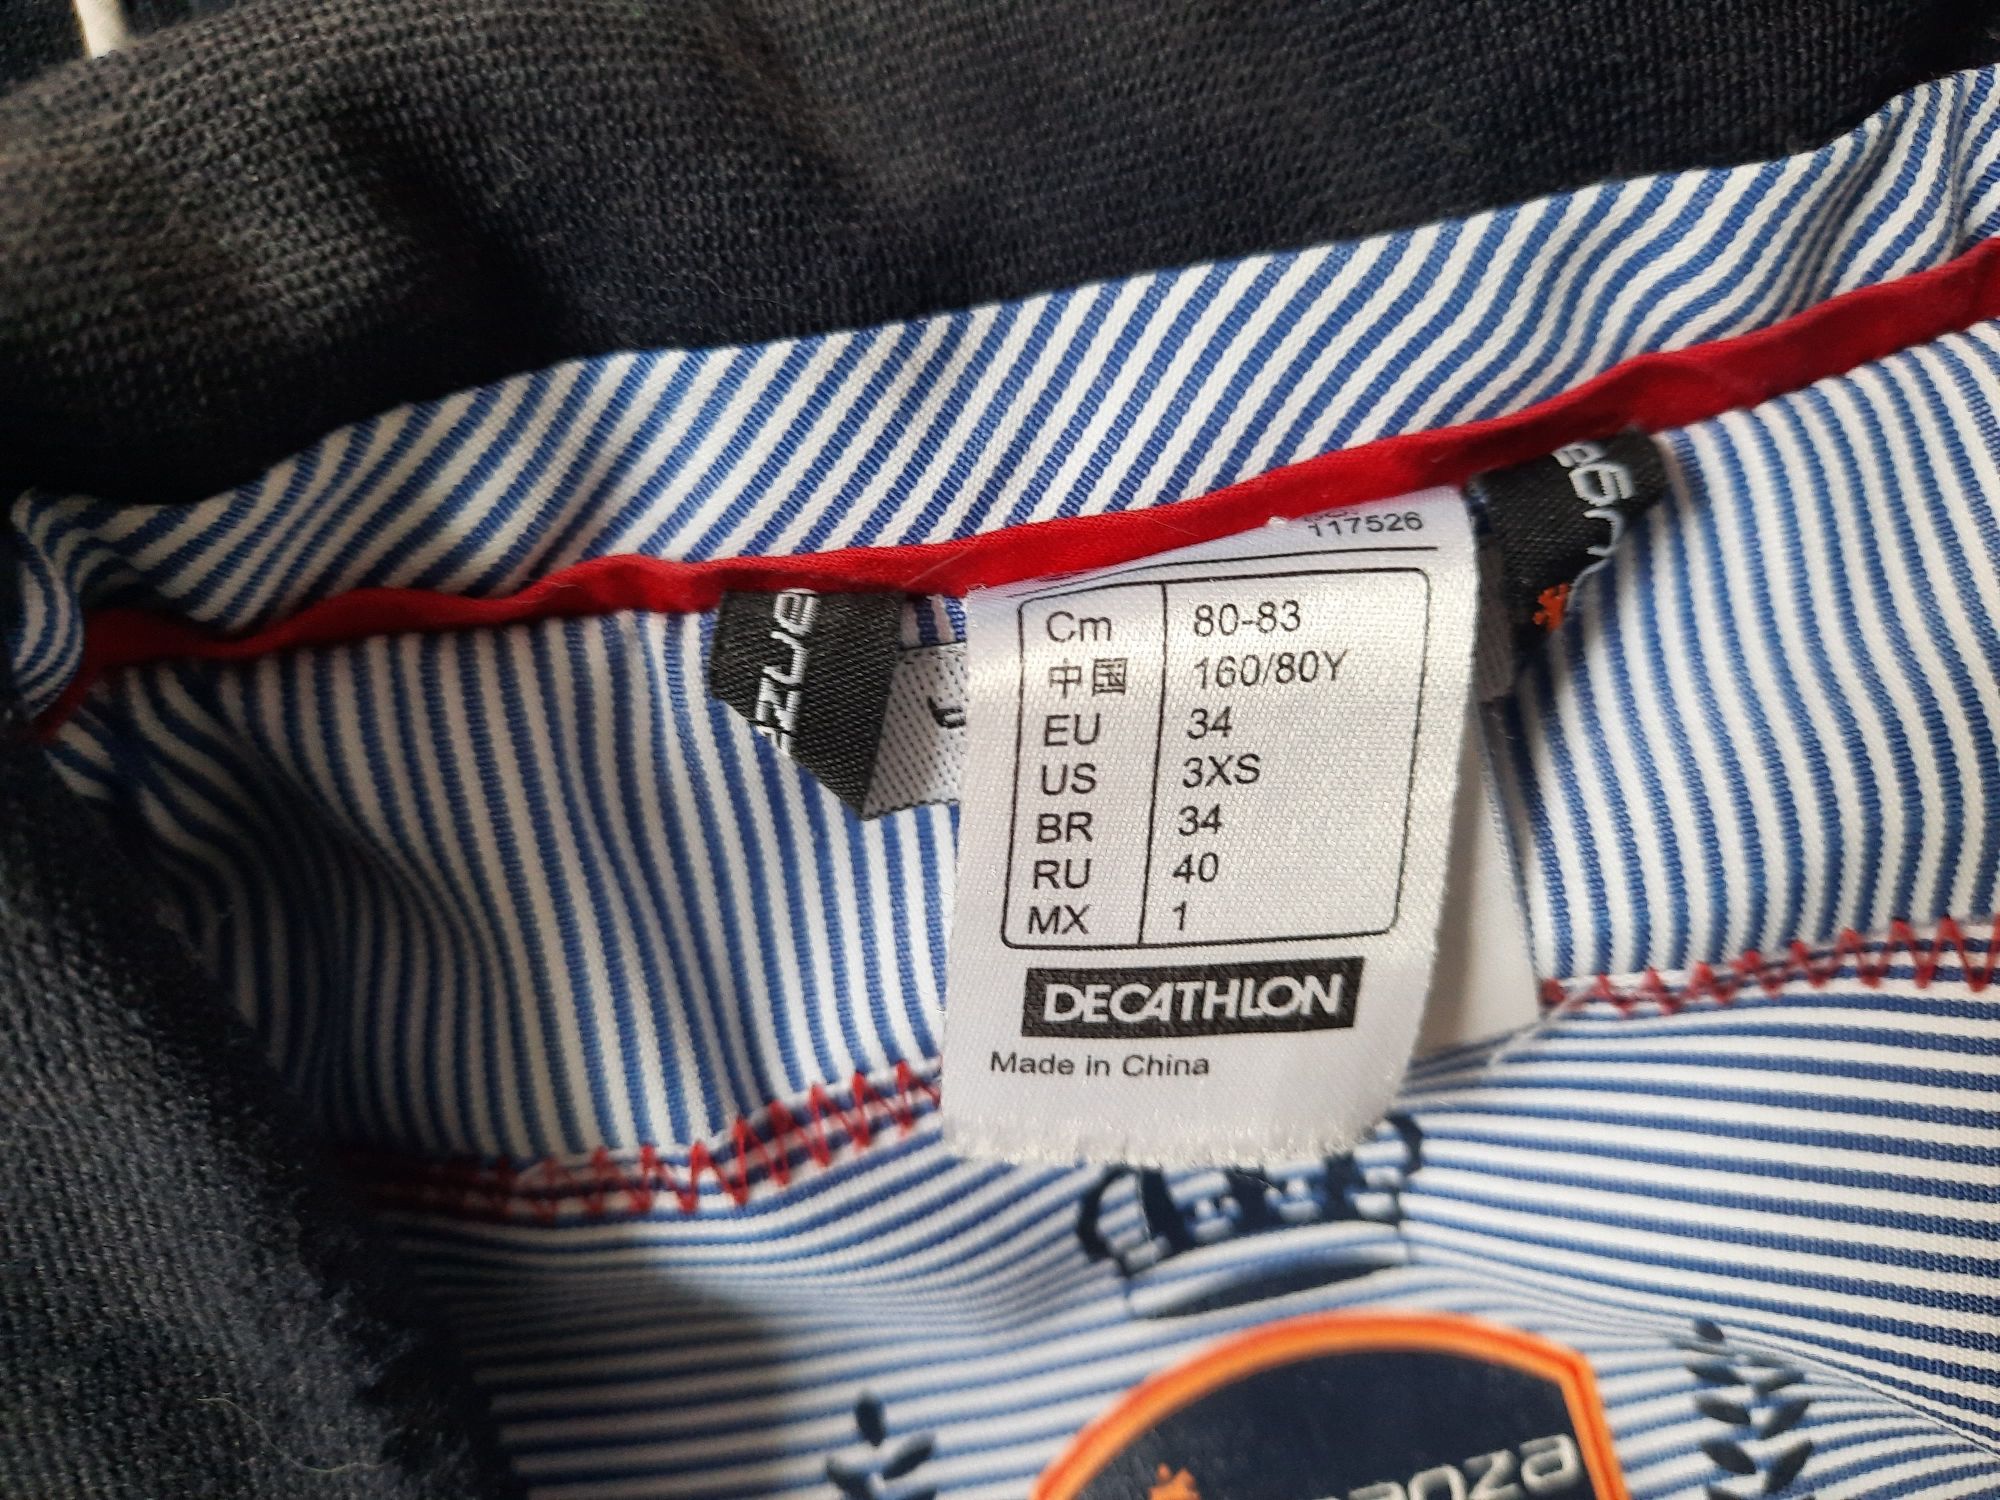 117526
Cm 80-83
中国 160/80Y
EU 34
US 3XS
BR 34
RU 40
MX 1
DECATHLON
Made in China